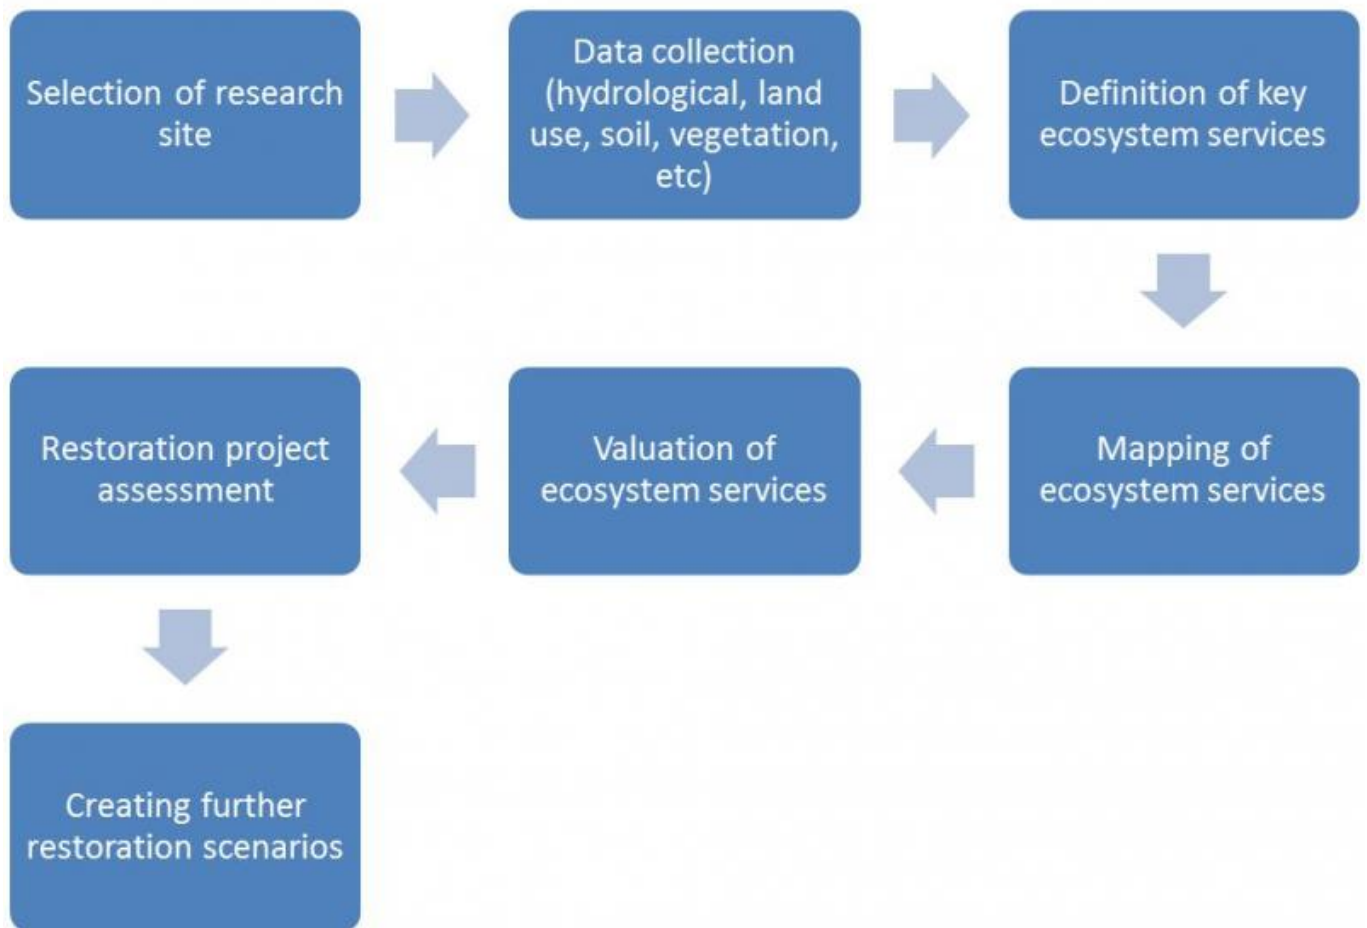 Selection of research
site
Data collection
(hydrological, land
use, soil, vegetation,
etc)
Definition of key
ecosystem services
Mapping of
ecosystem services
Valuation of
ecosystem services
Restoration project
assessment
Creating further
restoration scenarios